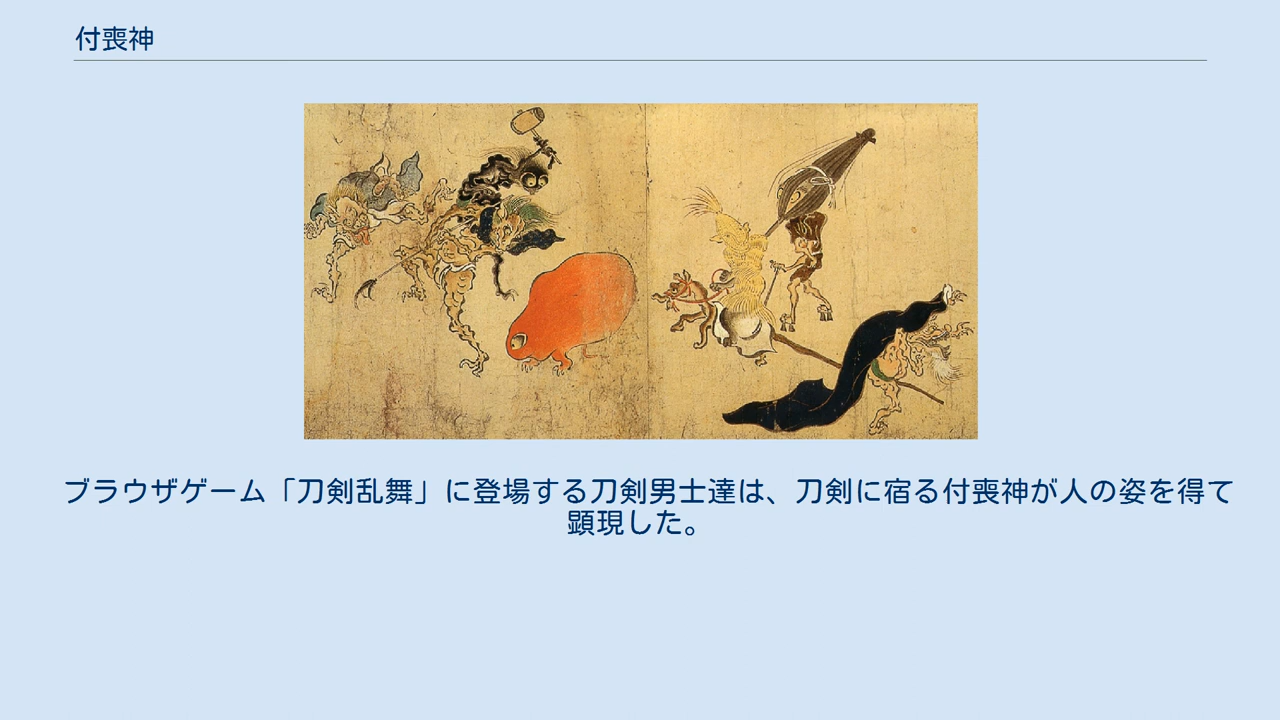 付喪神
ブラウザゲーム「刀剣乱舞」に登場する刀剣男士達は、刀剣に宿る付喪神が人の姿を得て
顕現した。